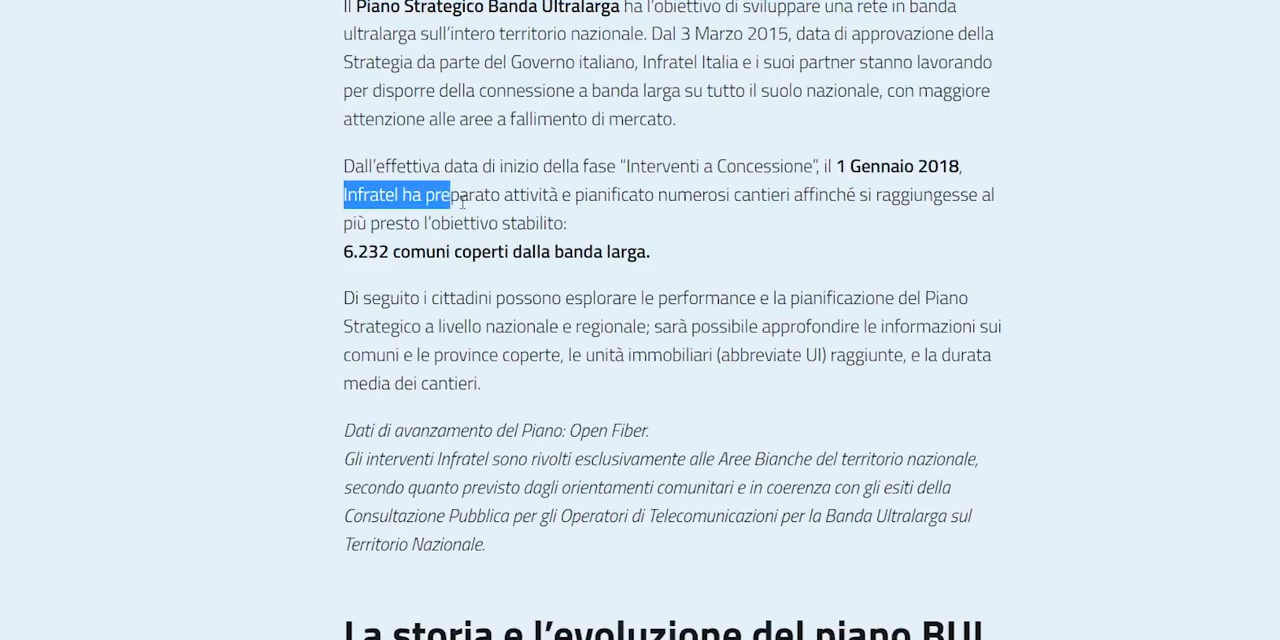 Il Piano Strategico Banda Ultralarga ha l'obiettivo di sviluppare una rete in banda
ultralarga sull'intero territorio nazionale. Dal 3 Marzo 2015, data di approvazione della
Strategia da parte del Governo italiano, Infratel Italia e i suoi partner stanno lavorando
per disporre della connessione a banda larga su tutto il suolo nazionale, con maggiore
attenzione alle aree a fallimento di mercato.
Dall'effettiva data di inizio della fase “Interventi a Concessione”, il 1 Gennaio 2018,
Infratel ha preparato attività e pianificato numerosi cantieri affinché si raggiungesse al
più presto l'obiettivo stabilito:
6.232 comuni coperti dalla banda larga.
Di seguito i cittadini possono esplorare le performance e la pianificazione del Piano
Strategico a livello nazionale e regionale; sarà possibile approfondire le informazioni sui
comuni e le province coperte, le unità immobiliari (abbreviate UI) raggiunte, e la durata
media dei cantieri.
Dati di avanzamento del Piano: Open Fiber.
Gli interventi Infratel sono rivolti esclusivamente alle Aree Bianche del territorio nazionale,
secondo quanto previsto dagli orientamenti comunitari e in coerenza con gli esiti della
Consultazione Pubblica per gli Operatori di Telecomunicazioni per la Banda Ultralarga sul
Territorio Nazionale.
La storia e l'evoluzione del piano BUL